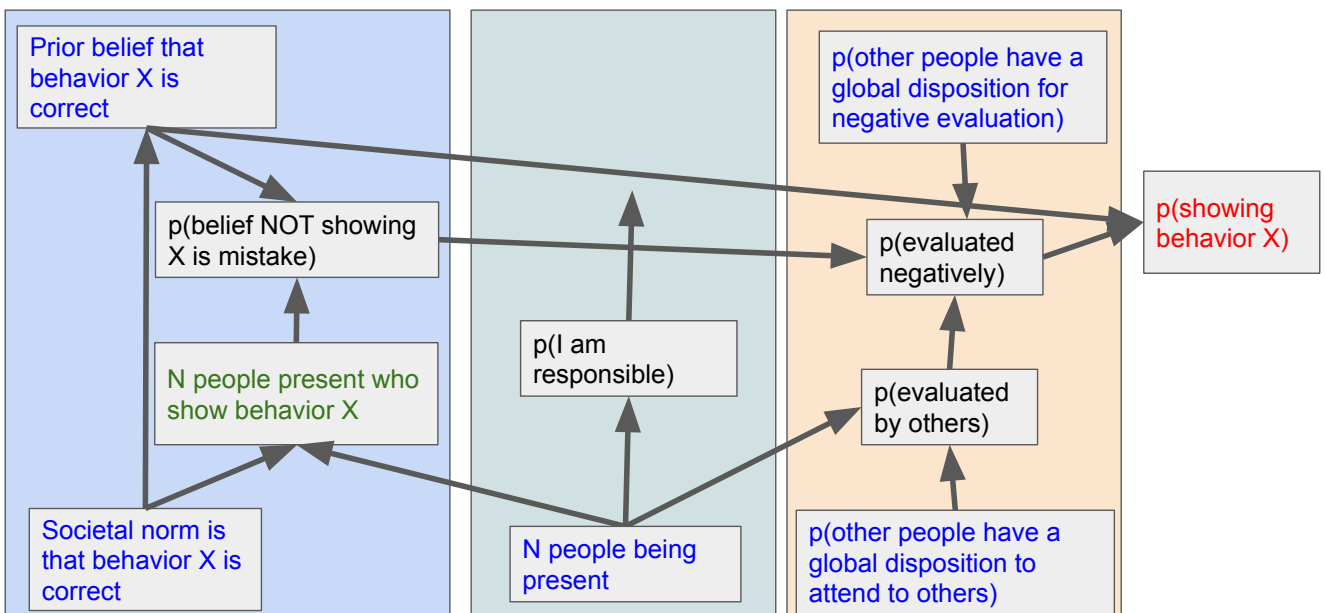 Prior belief that
behavior X is
correct
p(belief NOT showing
X is mistake)
N people present who
show behavior X
Societal norm is
that behavior X is
correct
p(I am
responsible)
N people being
present
p(other people have a
global disposition for
negative evaluation)
p(evaluated
negatively)
p(evaluated
by others)
p(other people have a
global disposition to
attend to others)
p(showing
behavior X)